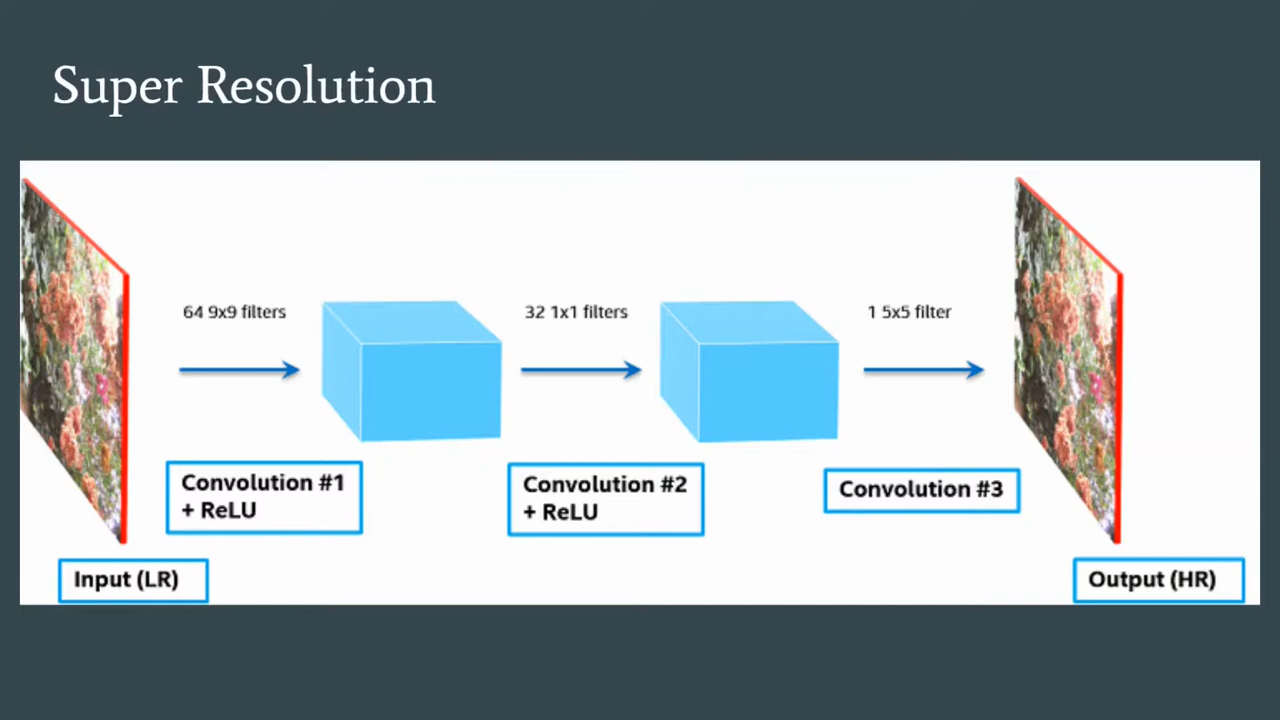 Super Resolution
64 9x9 filters
32 1x1 filters
1 5x5 filter
Convolution #1
+ ReLU
Convolution #2
+ ReLU
Convolution #3
Input (LR)
Output (HR)